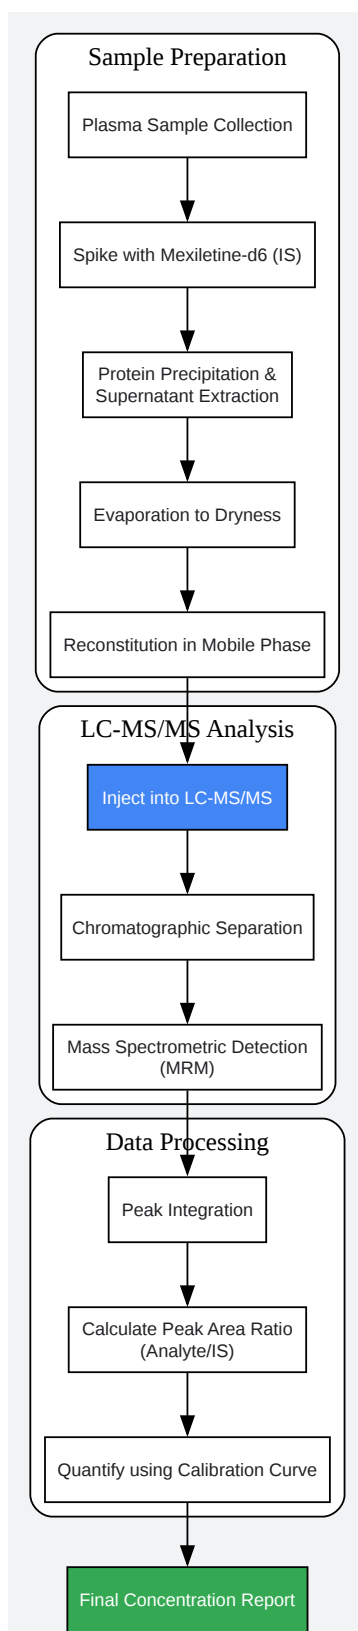 Sample Preparation
Plasma Sample Collection
Spike with Mexiletine-d6 (IS)
Protein Precipitation &
Supernatant Extraction
Evaporation to Dryness
Reconstitution in Mobile Phase
LC-MS/MS Analysis
Inject into LC-MS/MS
Chromatographic Separation
Mass Spectrometric Detection
(MRM)
Data Processing
Peak Integration
Calculate Peak Area Ratio
(Analyte/IS)
Quantify using Calibration Curve
Final Concentration Report